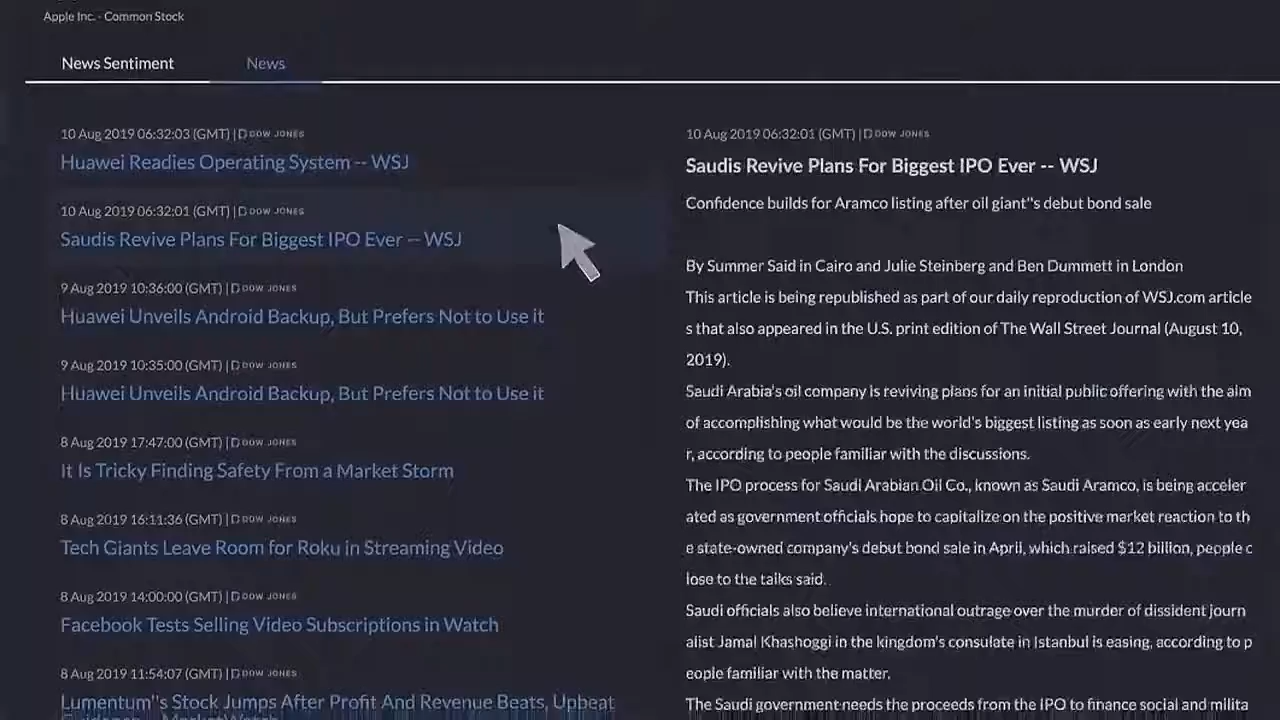 Apple Inc. - Common Stock
News Sentiment
News
10 Aug 2019 06:32:03 (GMT) | DOW JONES
Huawei Readies Operating System -- WSJ
10 Aug 2019 06:32:01 (GMT) | DOW JONES
Saudis Revive Plans For Biggest IPO Ever -- WSJ
9 Aug 2019 10:36:00 (GMT) | DOW JONES
Huawei Unveils Android Backup, But Prefers Not to Use it
9 Aug 2019 10:35:00 (GMT) | DOW JONES
Huawei Unveils Android Backup, But Prefers Not to Use it
8 Aug 2019 17:47:00 (GMT) | DOW JONES
It Is Tricky Finding Safety From a Market Storm
8 Aug 2019 16:11:36 (GMT) | DOW JONES
Tech Giants Leave Room for Roku in Streaming Video
8 Aug 2019 14:00:00 (GMT) | DOW JONES
Facebook Tests Selling Video Subscriptions in Watch
8 Aug 2019 11:54:07 (GMT) | DOW JONES
Lumentum"s Stock Jumps After Profit And Revenue Beats, Upbeat
10 Aug 2019 06:32:01 (GMT) | DOW JONES
Saudis Revive Plans For Biggest IPO Ever -- WSJ
Confidence builds for Aramco listing after oil giant"s debut bond sale
By Summer Said in Cairo and Julie Steinberg and Ben Dummett in London
This article is being republished as part of our daily reproduction of WSJ.com article
s that also appeared in the U.S. print edition of The Wall Street Journal (August 10,
2019).
Saudi Arabia's oil company is reviving plans for an initial public offering with the aim
of accomplishing what would be the world's biggest listing as soon as early next yea
r, according to people familiar with the discussions.
The IPO process for Saudi Arabian Oil Co., known as Saudi Aramco, is being acceler
ated as government officials hope to capitalize on the positive market reaction to th
e state-owned company's debut bond sale in April, which raised $12 billion, people c
lose to the talks said.
Saudi officials also believe international outrage over the murder of dissident journ
alist Jamal Khashoggi in the kingdom's consulate in Istanbul is easing, according to p
eople familiar with the matter.
The Saudi government needs the proceeds from the IPO to finance social and milita